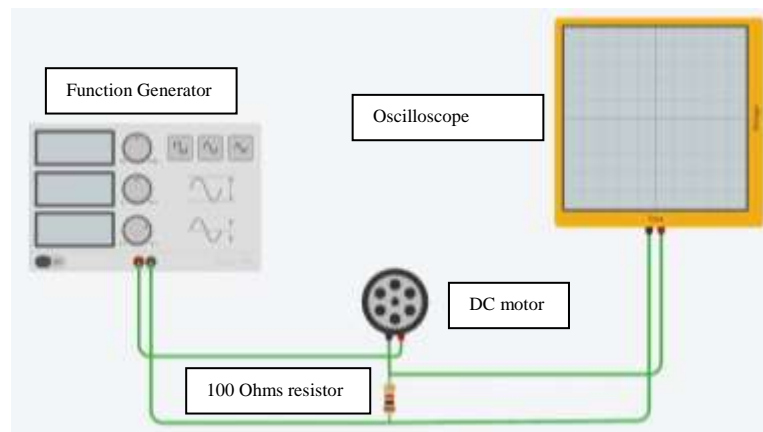 Function Generator
Oscilloscope
DC motor
100 Ohms resistor